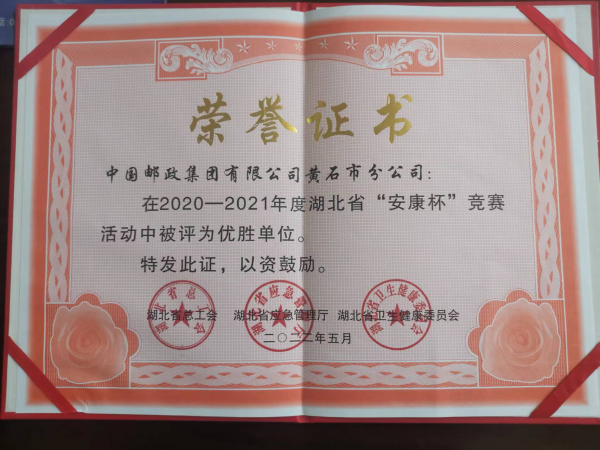 荣誉证书
中国邮政集团有限公司黄石市分公司：
在2020—2021年度湖北省“安康杯”竞赛
活动中被评为优胜单位。
特发此证，以资鼓励。
湖北省总工会 湖北省应急管理厅 湖北省卫生健康委员会
二〇二二年五月